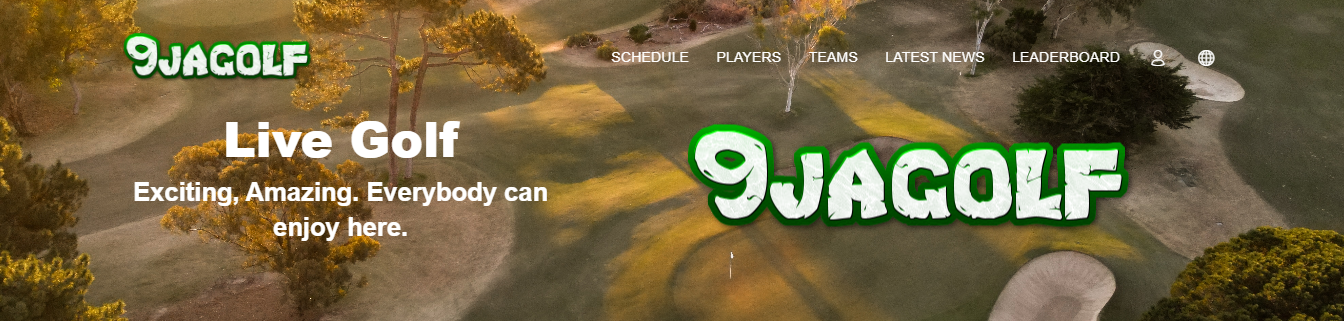 9JAGOLF
SCHEDULE PLAYERS TEAMS LATEST NEWS LEADERBOARD
Live Golf
Exciting, Amazing. Everybody can
enjoy here.
9JAGOLF